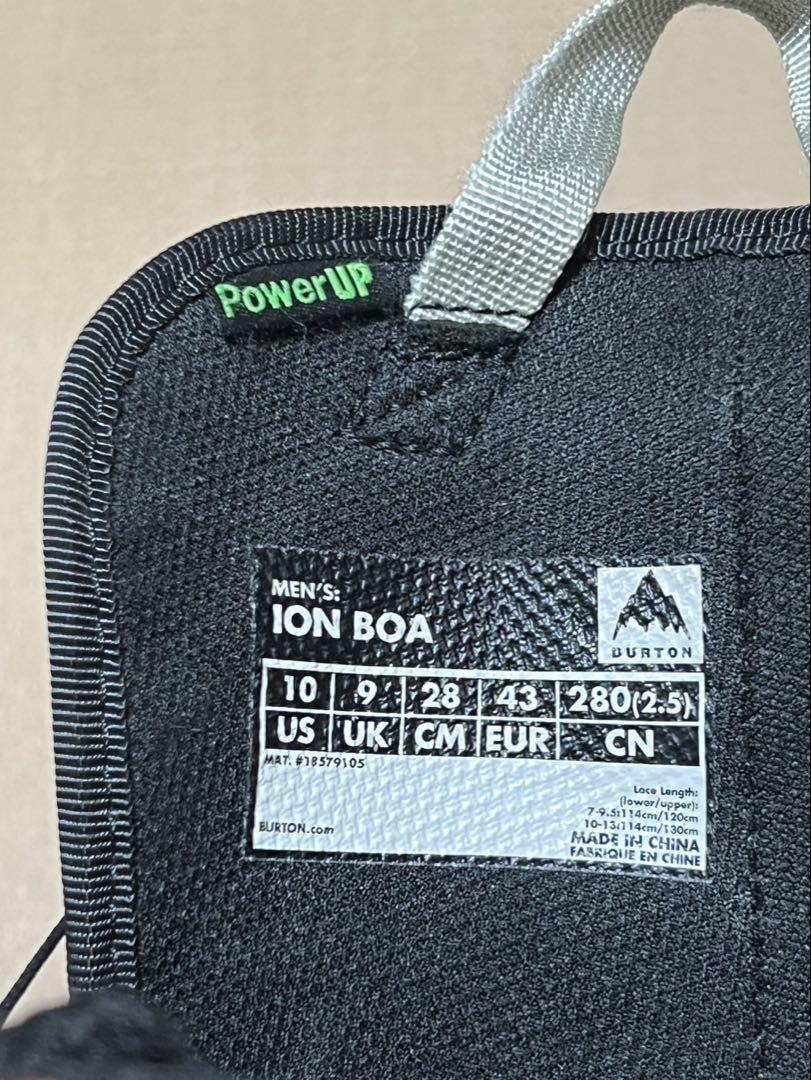 PowerUP
MEN'S:
ION BOA
BURTON
10 9 28 43 280(2.5)
US UK CM EUR CN
MAT. #18579105
Lace Length:
(lower/upper):
7-9.5:114cm/120cm
10-13:114cm/130cm
BURTON.com
MADE IN CHINA
FABRIQUE EN CHINE